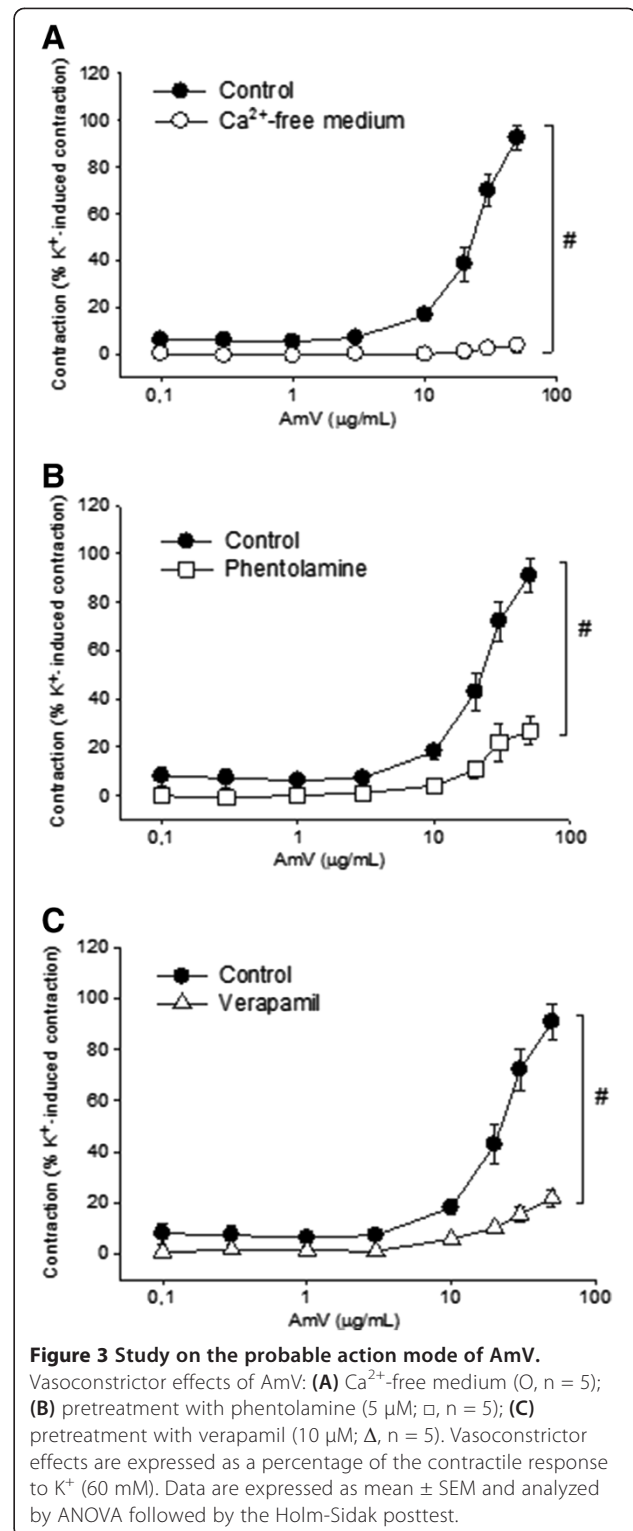 A
Contraction (% K⁺-induced contraction)
120
100
80
60
40
20
0
Control
Ca²⁺-free medium
#
0,1
1
10
100
AmV (µg/mL)
B
Contraction (% K⁺-induced contraction)
120
100
80
60
40
20
0
Control
Phentolamine
#
0,1
1
10
100
AmV (µg/mL)
C
Contraction (% K⁺-induced contraction)
120
100
80
60
40
20
0
Control
Verapamil
#
0,1
1
10
100
AmV (µg/mL)
Figure 3 Study on the probable action mode of AmV.
Vasoconstrictor effects of AmV: (A) Ca²⁺-free medium (O, n = 5);
(B) pretreatment with phentolamine (5 µM; □, n = 5); (C)
pretreatment with verapamil (10 µM; Δ, n = 5). Vasoconstrictor
effects are expressed as a percentage of the contractile response
to K⁺ (60 mM). Data are expressed as mean ± SEM and analyzed
by ANOVA followed by the Holm-Sidak posttest.